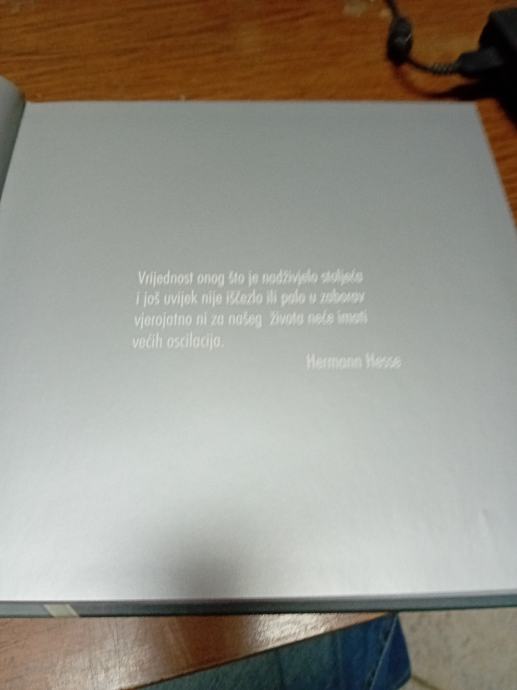 Vrijednost onog što je nadživjelo stoljeća
i još uvijek nije iščezlo ili palo u zaborav
vjerojatno ni za našeg života neće imati
većih oscilacija.
Hermann Hesse